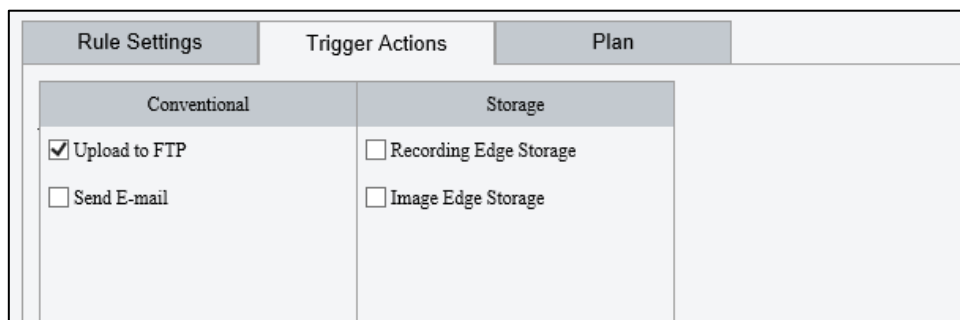 Rule Settings Trigger Actions Plan
Conventional Storage
Upload to FTP Recording Edge Storage
Send E-mail Image Edge Storage